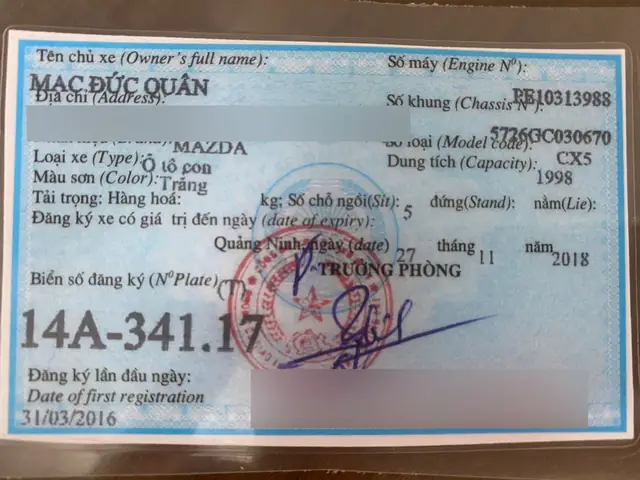 Tên chủ xe (Owner's full name):
MẠC ĐỨC QUÂN
Địa chỉ (Address):
MAZDA
Loại xe (Type): Ô tô con
Màu sơn (Color): Trắng
Tải trọng: Hàng hoá: kg; Số chỗ ngồi(Sit): 5 đứng(Stand): nằm(Lie):
Đăng ký xe có giá trị đến ngày (date of expiry):
Số máy (Engine Nº):
PE10313988
Số khung (Chassis Nº):
5726GC030670
Số loại (Model code): CX5
Dung tích (Capacity): 1998
Quảng Ninh, ngày (date) 27 tháng 11 năm 2018
TRƯỞNG PHÒNG
Biển số đăng ký (NºPlate) (T)
14A-341.17
Đăng ký lần đầu ngày:
Date of first registration
31/03/2016